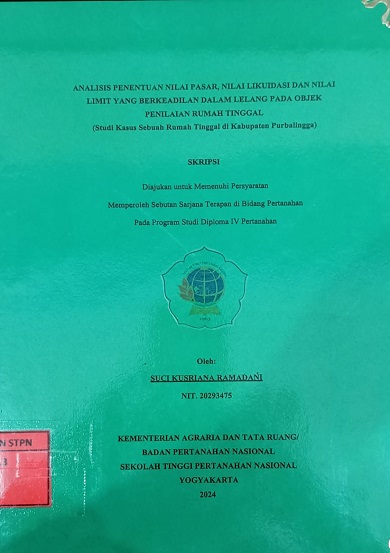 ANALISIS PENENTUAN NILAI PASAR, NILAI LIKUIDASI DAN NILAI
LIMIT YANG BERKEADILAN DALAM LELANG PADA OBJEK
PENILAIAN RUMAH TINGGAL
(Studi Kasus Sebuah Rumah Tinggal di Kabupaten Purbalingga)
SKRIPSI
Diajukan untuk Memenuhi Persyaratan
Memperoleh Sebutan Sarjana Terapan di Bidang Pertanahan
Pada Program Studi Diploma IV Pertanahan
Oleh:
SUCI KUSRIANA RAMADANI
NIT. 20293475
N STPN
3
KEMENTERIAN AGRARIA DAN TATA RUANG/
BADAN PERTANAHAN NASIONAL
SEKOLAH TINGGI PERTANAHAN NASIONAL
YOGYAKARTA
2024